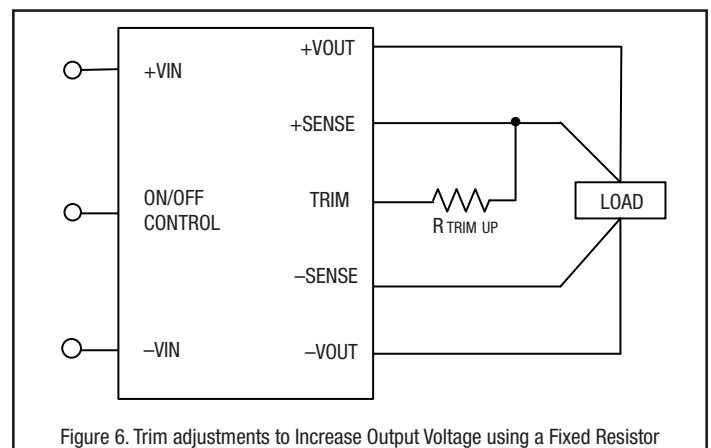 +VOUT
+VIN
+SENSE
ON/OFF
CONTROL
TRIM
R TRIM UP
LOAD
–SENSE
–VIN
–VOUT
Figure 6. Trim adjustments to Increase Output Voltage using a Fixed Resistor